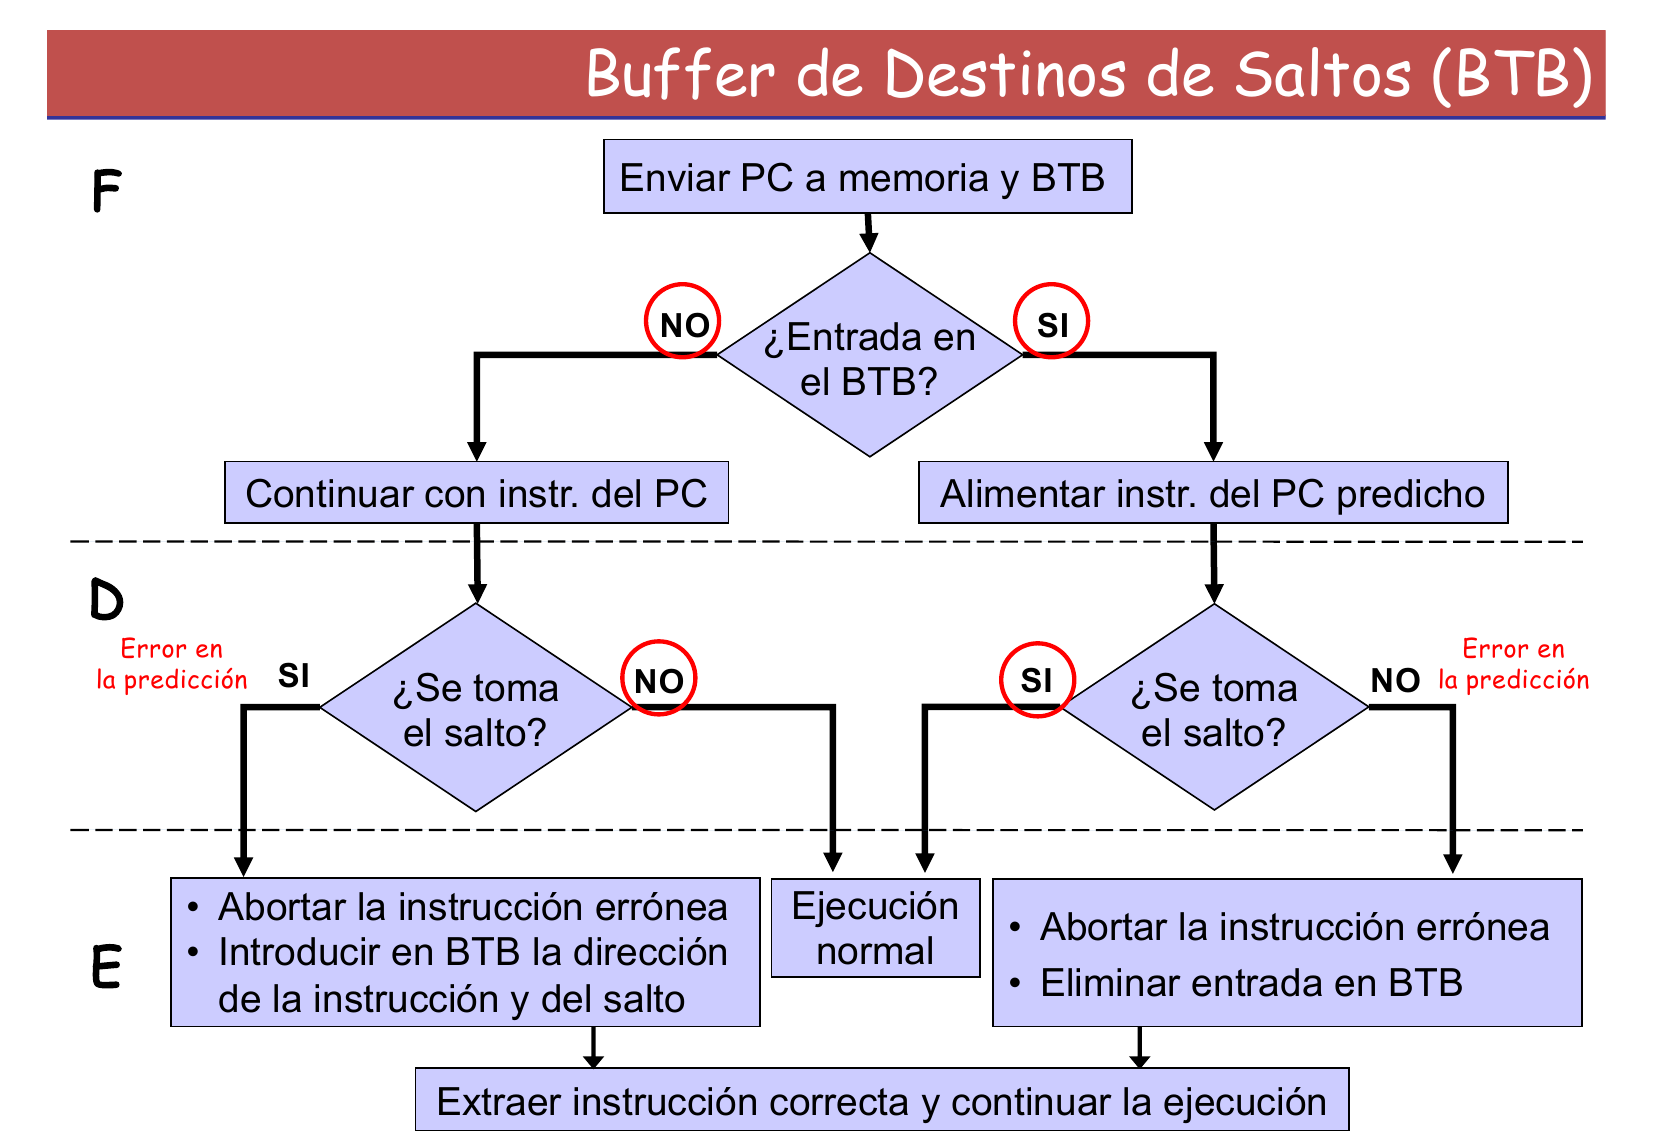 Buffer de Destinos de Saltos (BTB)
F
Enviar PC a memoria y BTB
NO
SI
¿Entrada en
el BTB?
Continuar con instr. del PC
Alimentar instr. del PC predicho
D
Error en
la predicción
SI
¿Se toma
el salto?
NO
SI
¿Se toma
el salto?
NO
Error en
la predicción
E
• Abortar la instrucción errónea
• Introducir en BTB la dirección
de la instrucción y del salto
Ejecución
normal
• Abortar la instrucción errónea
• Eliminar entrada en BTB
Extraer instrucción correcta y continuar la ejecución